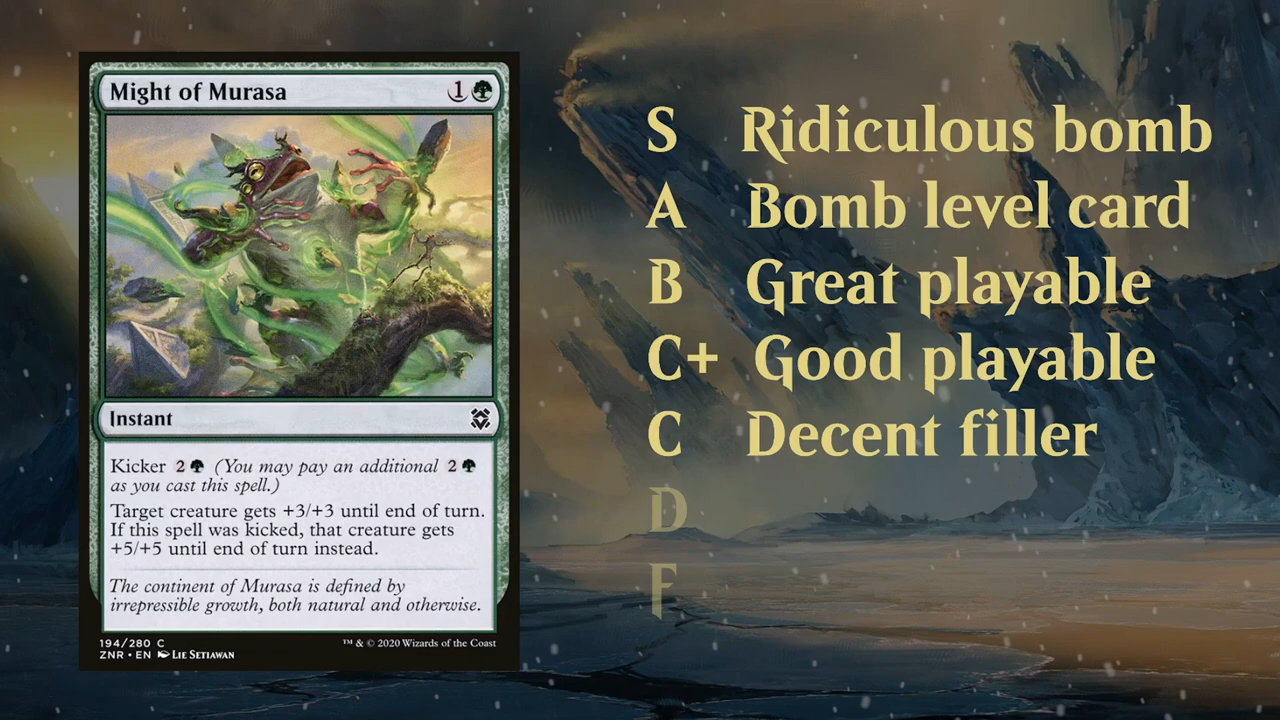 Might of Murasa 1
Instant
Kicker 2 (You may pay an additional 2
as you cast this spell.)
Target creature gets +3/+3 until end of turn.
If this spell was kicked, that creature gets
+5/+5 until end of turn instead.
The continent of Murasa is defined by
irrepressible growth, both natural and otherwise.
194/280 C
ZNR • EN Lie Setiawan
™ & © 2020 Wizards of the Coast
S Ridiculous bomb
A Bomb level card
B Great playable
C+ Good playable
C Decent filler
D
F